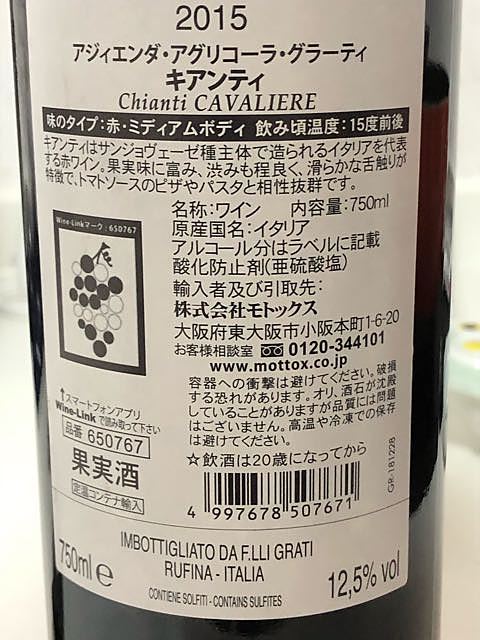 2015
アジィエンダ・アグリコーラ・グラーティ
キアンティ
Chianti CAVALIERE
味のタイプ:赤・ミディアムボディ 飲み頃温度:15度前後
キアンティはサンジョヴェーゼ種主体で造られるイタリアを代表
する赤ワイン。果実味に富み、渋みも程良く、滑らかな舌触りが
特徴で、トマトソースのピザやパスタと相性抜群です。
Wine-Linkマーク:650767
名称:ワイン 内容量:750ml
原産国名:イタリア
アルコール分はラベルに記載
酸化防止剤(亜硫酸塩)
輸入者及び引取先:
株式会社モトックス
大阪府東大阪市小阪本町1-6-20
お客様相談室 0120-344101
www.mottox.co.jp
↑スマートフォンアプリ
Wine-Linkで読み取って下さい
品番 650767
果実酒
定温コンテナ輸入
容器への衝撃は避けてください。破損
する恐れがあります。オリ、酒石が沈殿
していることがありますが品質には問題
はございません。高温や冷凍での保存
は避けてください。
☆飲酒は20歳になってから
GR-181228
4 997678 507671
750ml e
IMBOTTIGLIATO DA F.LLI GRATI
RUFINA - ITALIA
12,5% vol
CONTIENE SOLFITI - CONTAINS SULFITES